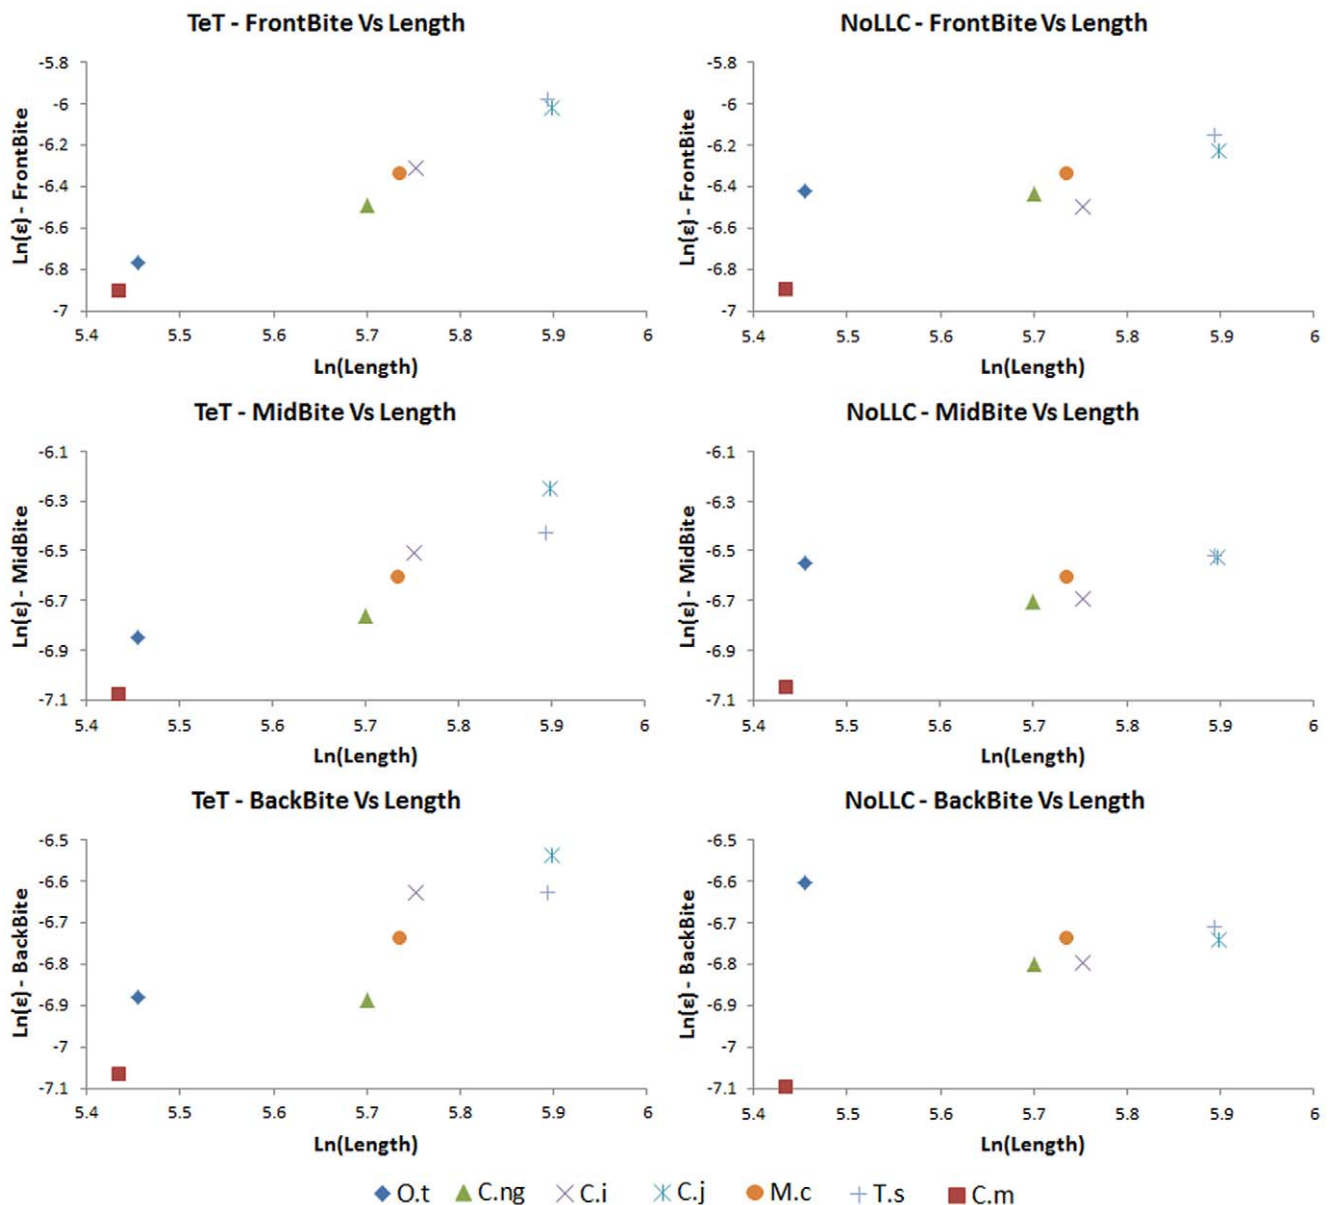 TeT - FrontBite Vs Length
Ln(ε) - FrontBite
-5.8
-6
-6.2
-6.4
-6.6
-6.8
-7
5.4 5.5 5.6 5.7 5.8 5.9 6
Ln(Length)
NoLLC - FrontBite Vs Length
Ln(ε) - FrontBite
-5.8
-6
-6.2
-6.4
-6.6
-6.8
-7
5.4 5.5 5.6 5.7 5.8 5.9 6
Ln(Length)
TeT - MidBite Vs Length
Ln(ε) - MidBite
-6.1
-6.3
-6.5
-6.7
-6.9
-7.1
5.4 5.5 5.6 5.7 5.8 5.9 6
Ln(Length)
NoLLC - MidBite Vs Length
Ln(ε) - MidBite
-6.1
-6.3
-6.5
-6.7
-6.9
-7.1
5.4 5.5 5.6 5.7 5.8 5.9 6
Ln(Length)
TeT - BackBite Vs Length
Ln(ε) - BackBite
-6.5
-6.6
-6.7
-6.8
-6.9
-7
-7.1
5.4 5.5 5.6 5.7 5.8 5.9 6
Ln(Length)
NoLLC - BackBite Vs Length
Ln(ε) - BackBite
-6.5
-6.6
-6.7
-6.8
-6.9
-7
-7.1
5.4 5.5 5.6 5.7 5.8 5.9 6
Ln(Length)
O.t C.ng C.i C.j M.c T.s C.m